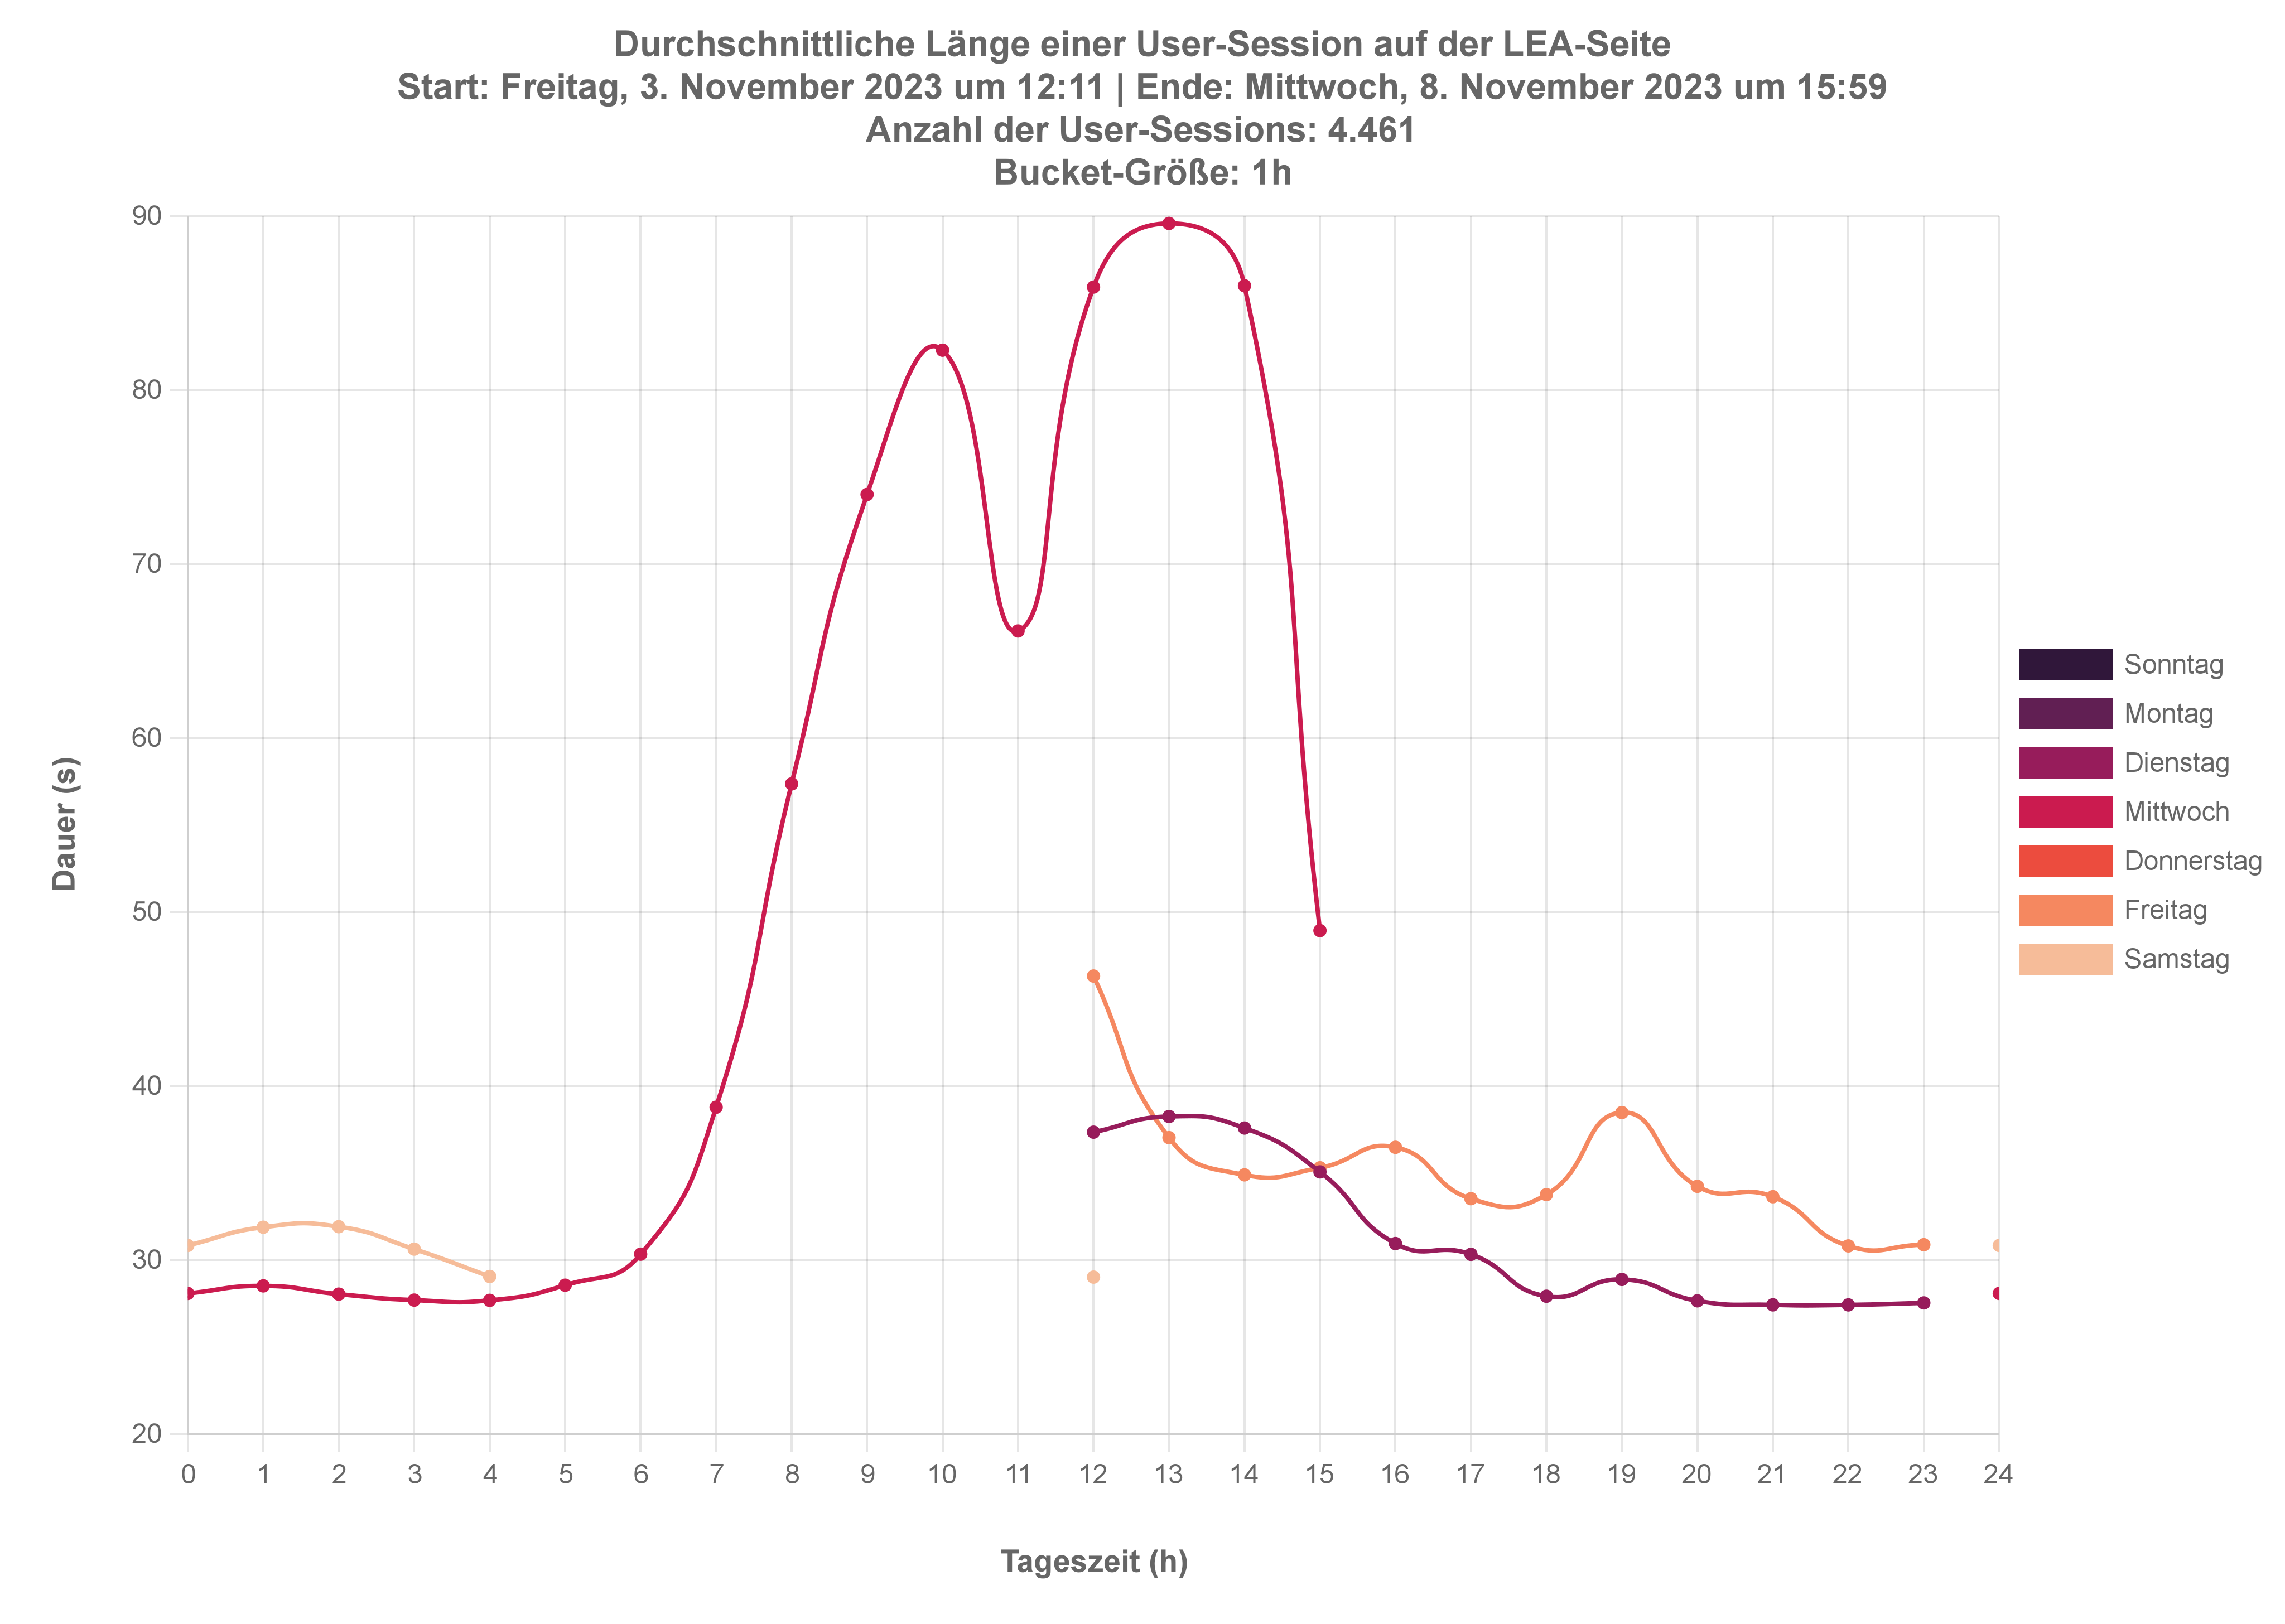 Durchschnittliche Länge einer User-Session auf der LEA-Seite
Start: Freitag, 3. November 2023 um 12:11 | Ende: Mittwoch, 8. November 2023 um 15:59
Anzahl der User-Sessions: 4.461
Bucket-Größe: 1h
90
80
70
60
50
40
30
20
Dauer (s)
0 1 2 3 4 5 6 7 8 9 10 11 12 13 14 15 16 17 18 19 20 21 22 23 24
Tageszeit (h)
Sonntag
Montag
Dienstag
Mittwoch
Donnerstag
Freitag
Samstag